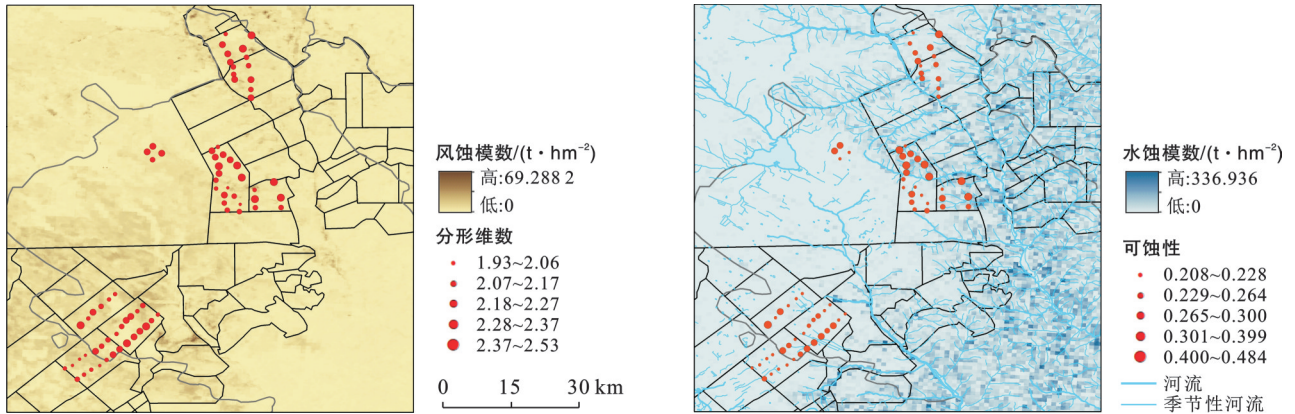 风蚀模数/(t·hm⁻²)
高:69.288 2
低:0
分形维数
1.93~2.06
2.07~2.17
2.18~2.27
2.28~2.37
2.37~2.53
0 15 30 km
水蚀模数/(t·hm⁻²)
高:336.936
低:0
可蚀性
0.208~0.228
0.229~0.264
0.265~0.300
0.301~0.399
0.400~0.484
河流
季节性河流